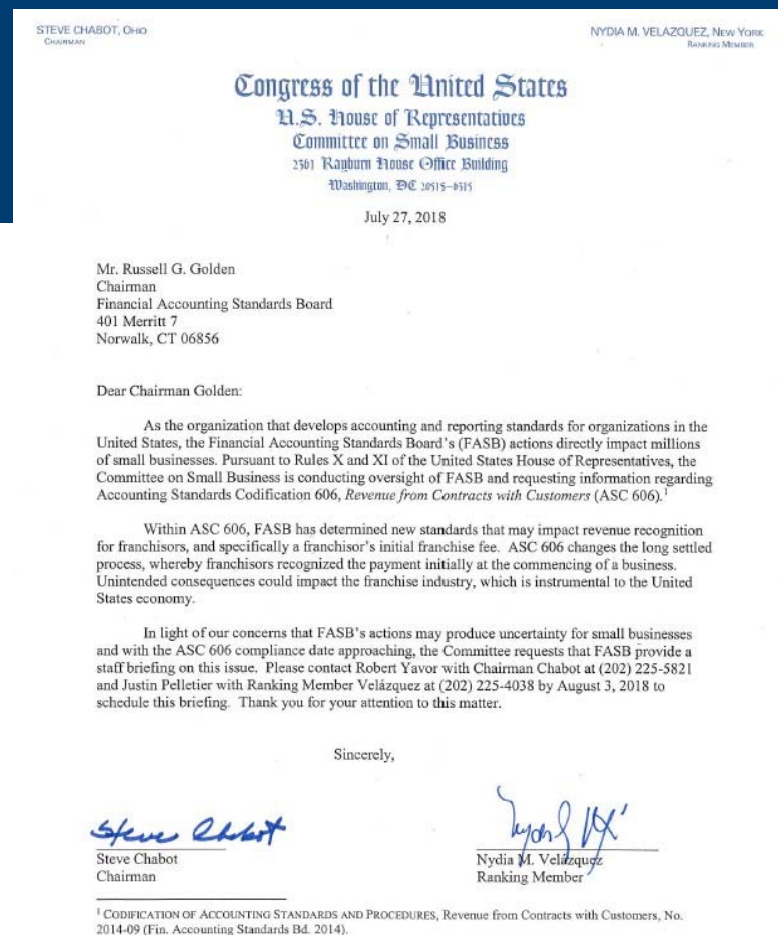 STEVE CHABOT, OHIO
CHAIRMAN
NYDIA M. VELAZQUEZ, NEW YORK
RANKING MEMBER
Congress of the United States
U.S. House of Representatives
Committee on Small Business
2361 Rayburn House Office Building
Washington, DC 20515-6315
July 27, 2018
Mr. Russell G. Golden
Chairman
Financial Accounting Standards Board
401 Merritt 7
Norwalk, CT 06856
Dear Chairman Golden:
As the organization that develops accounting and reporting standards for organizations in the
United States, the Financial Accounting Standards Board's (FASB) actions directly impact millions
of small businesses. Pursuant to Rules X and XI of the United States House of Representatives, the
Committee on Small Business is conducting oversight of FASB and requesting information regarding
Accounting Standards Codification 606, Revenue from Contracts with Customers (ASC 606).¹
Within ASC 606, FASB has determined new standards that may impact revenue recognition
for franchisors, and specifically a franchisor's initial franchise fee. ASC 606 changes the long settled
process, whereby franchisors recognized the payment initially at the commencing of a business.
Unintended consequences could impact the franchise industry, which is instrumental to the United
States economy.
In light of our concerns that FASB's actions may produce uncertainty for small businesses
and with the ASC 606 compliance date approaching, the Committee requests that FASB provide a
staff briefing on this issue. Please contact Robert Yavor with Chairman Chabot at (202) 225-5821
and Justin Pelletier with Ranking Member Velázquez at (202) 225-4038 by August 3, 2018 to
schedule this briefing. Thank you for your attention to this matter.
Sincerely,
Steve Chabot
Steve Chabot
Chairman
Nydia M. Velázquez
Ranking Member
¹ CODIFICATION OF ACCOUNTING STANDARDS AND PROCEDURES, Revenue from Contracts with Customers, No.
2014-09 (Fin. Accounting Standards Bd. 2014).